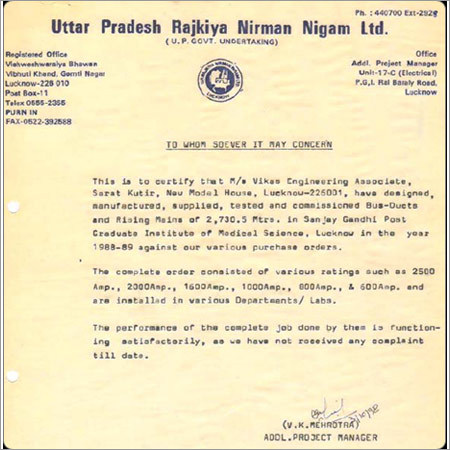 Ph. : 440700 Ext-292
Uttar Pradesh Rajkiya Nirman Nigam Ltd.
(U.P. GOVT. UNDERTAKING)
Registered Office
Vishweshwaraiya Bhawan
Vibhuti Khand, Gomti Nagar
Lucknow-226 010
Post Box-11
Telex 0535-2355
PURN IN
FAX-0522-392588
Office
Addl. Project Manager
Unit-17-C (Electrical)
P.G.I. Rai Baraly Road,
Lucknow
TO WHOM SOEVER IT MAY CONCERN
This is to certify that M/s Vikas Engineering Associate,
Sarat Kutir, New Model House, Lucknow-226001, have designed,
manufactured, supplied, tested and commissioned Bus-Ducts
and Rising Mains of 2,730.5 Mtrs. in Sanjay Gandhi Post
Graduate Institute of Medical Science, Lucknow in the year
1988-89 against our various purchase orders.
The complete order consisted of various ratings such as 2500
Amp., 2000Amp., 1600Amp., 1000Amp., 800Amp., & 600Amp. and
are installed in various Departments/ Labs.
The performance of the complete job done by them is function-
ing satisfactorily, as we have not received any complaint
till date.
(V.K.MEHROTRA)
ADDL.PROJECT MANAGER